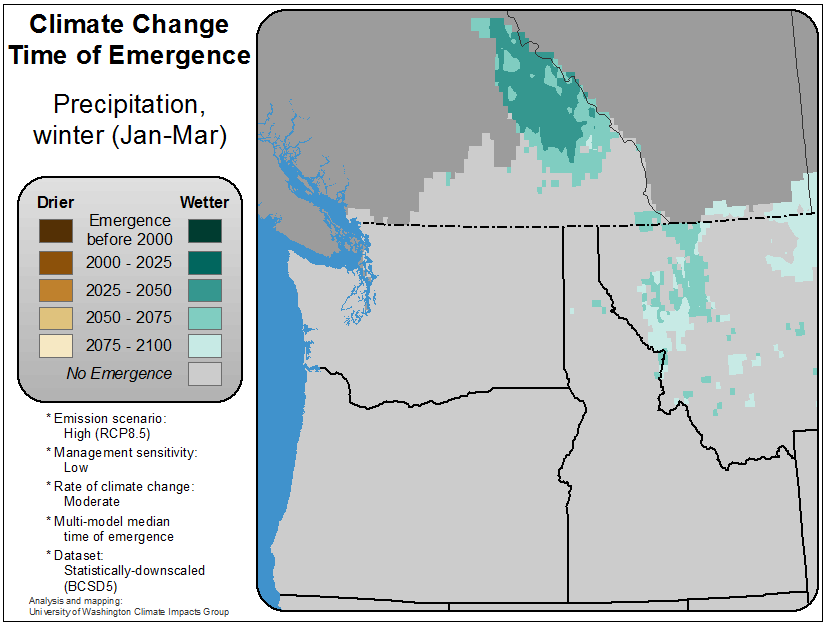 Climate Change
Time of Emergence
Precipitation,
winter (Jan-Mar)
Drier Wetter
Emergence
before 2000
2000 - 2025
2025 - 2050
2050 - 2075
2075 - 2100
No Emergence
* Emission scenario:
High (RCP8.5)
* Management sensitivity:
Low
* Rate of climate change:
Moderate
* Multi-model median
time of emergence
* Dataset:
Statistically-downscaled
(BCSD5)
Analysis and mapping:
University of Washington Climate Impacts Group